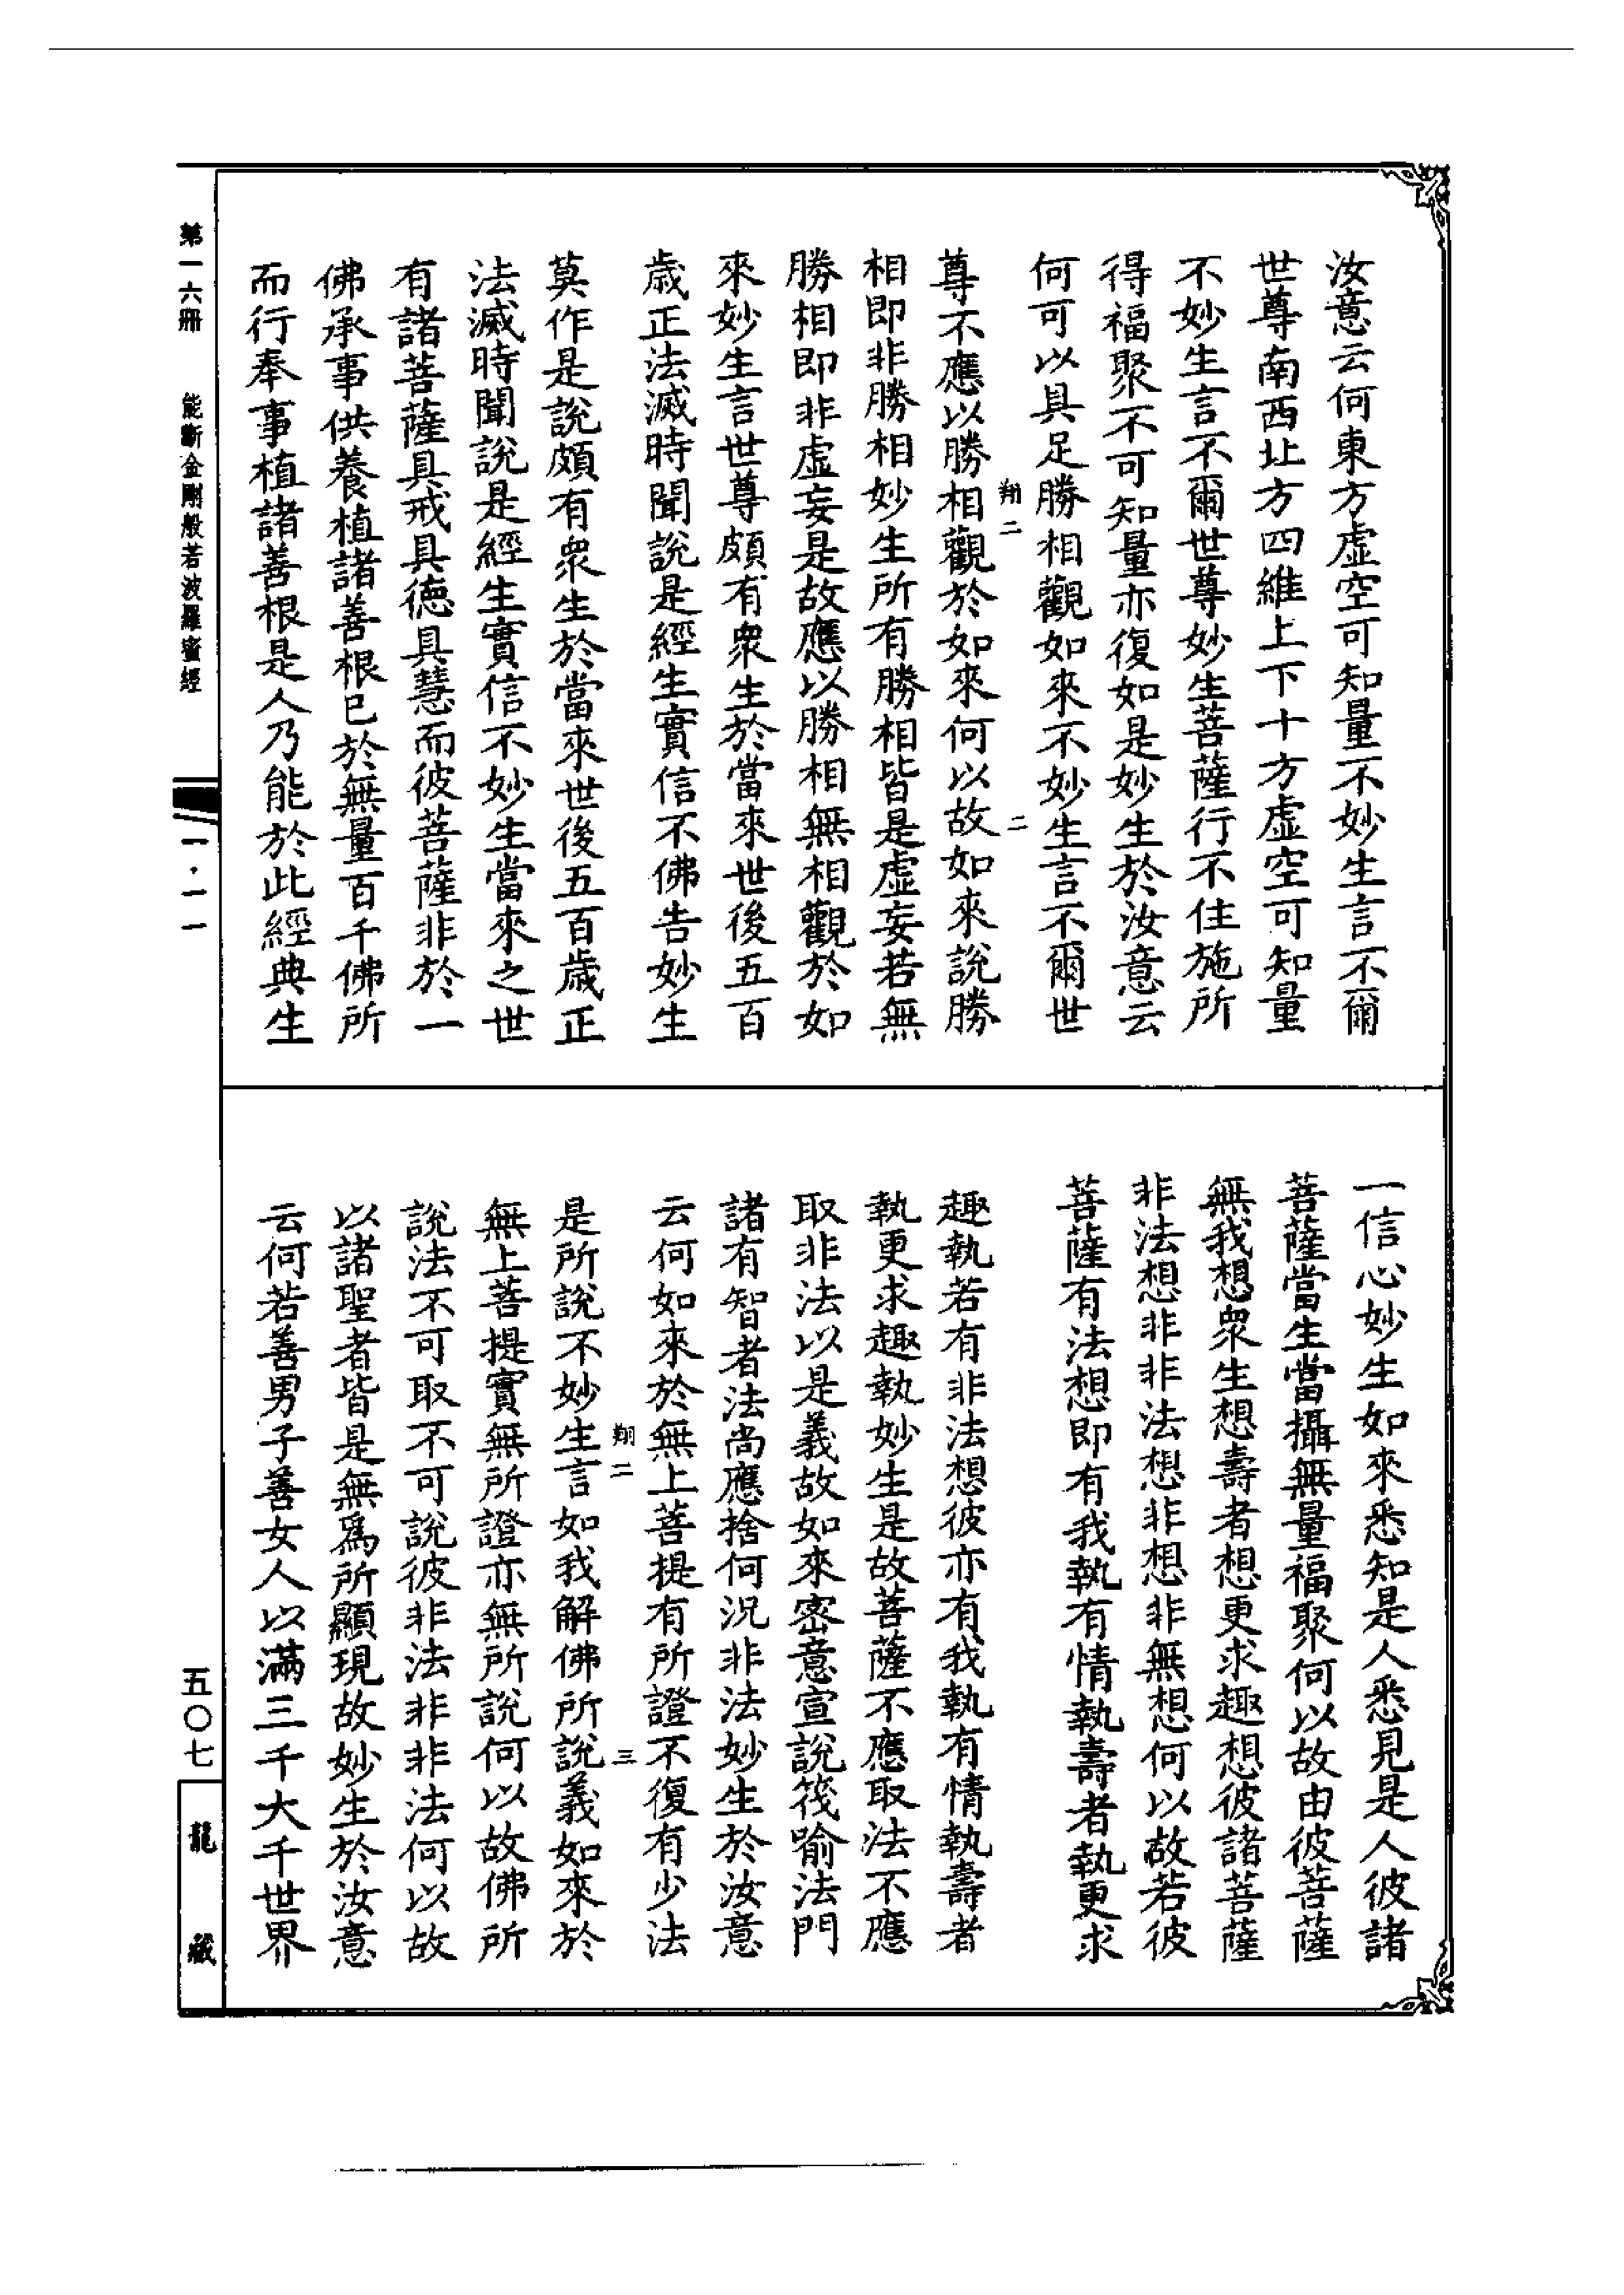 汝意云何東方虛空可知量不妙生言不爾
世尊南西北方四維上下十方虛空可知量
不妙生言不爾世尊妙生菩薩行不住施所
得福聚不可知量亦復如是妙生於汝意云
何可以具足勝相觀如來不妙生言不爾世
翔二 二
尊不應以勝相觀於如來何以故如來說勝
相即非勝相妙生所有勝相皆是虛妄若無
勝相即非虛妄是故應以勝相無相觀於如
來妙生言世尊頗有衆生於當來世後五百
歲正法滅時聞說是經生實信不佛告妙生
莫作是說頗有衆生於當來世後五百歲正
法滅時聞說是經生實信不妙生當來之世
有諸菩薩具戒具德具慧而彼菩薩非於一
佛承事供養植諸善根已於無量百千佛所
而行奉事植諸善根是人乃能於此經典生
一信心妙生如來悉知是人悉見是人彼諸
菩薩當生當攝無量福聚何以故由彼菩薩
無我想衆生想壽者想更求趣想彼諸菩薩
非法想非非法想非想非無想何以故若彼
菩薩有法想即有我執有情執壽者執更求
趣執若有非法想彼亦有我執有情執壽者
執更求趣執妙生是故菩薩不應取法不應
取非法以是義故如來密意宣說筏喻法門
諸有智者法尚應捨何況非法妙生於汝意
云何如來於無上菩提有所證不復有少法
翔二 三
是所說不妙生言如我解佛所說義如來於
無上菩提實無所證亦無所說何以故佛所
說法不可取不可說彼非法非非法何以故
以諸聖者皆是無爲所顯現故妙生於汝意
云何若善男子善女人以滿三千大千世界
第一六冊 能斷金剛般若波羅蜜經 一·一一 五〇七 龍藏